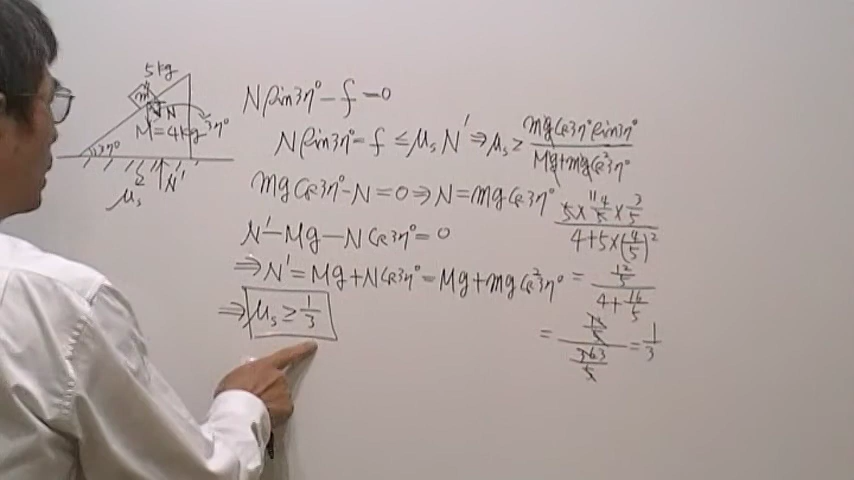 5kg
m
N
M=4kg
37°
37°
N'
μs
N sin37° - f = 0
N sin37° = f ≤ μs N' ⇒ μs ≥ mg cos37° sin37° / (Mg + mg cos²37°)
mg cos37° - N = 0 ⇒ N = mg cos37°
5 × 4/5 × 3/5 / (4 + 5 × (4/5)²)
N' - Mg - N cos37° = 0
⇒ N' = Mg + N cos37° = Mg + mg cos²37°
= 12/5 / (4 + 16/5)
⇒ μs ≥ 1/3
= 12/5 / (36/5) = 1/3